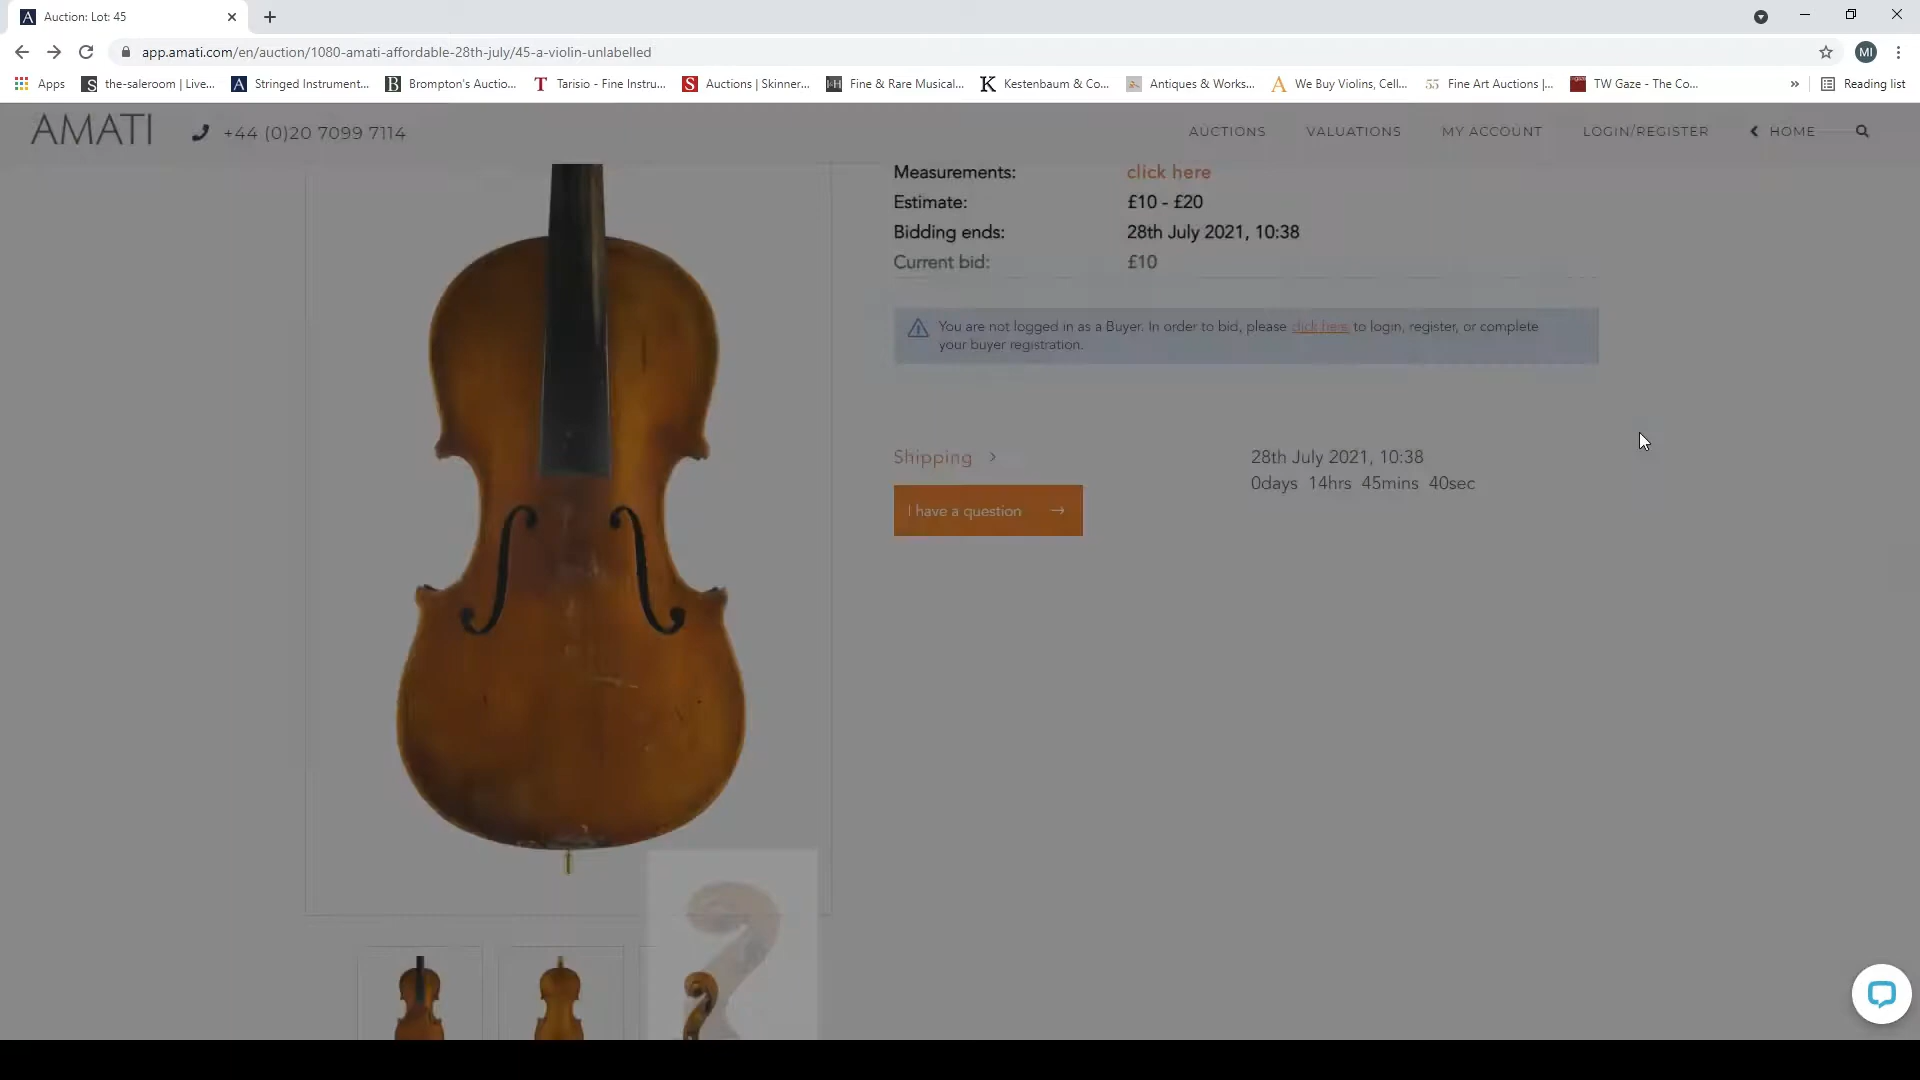 Auction: Lot: 45
app.amati.com/en/auction/1080-amati-affordable-28th-july/45-a-violin-unlabelled
MI
Apps
the-saleroom | Live...
Stringed Instrument...
Brompton's Auctio...
Tarisio - Fine Instru...
Auctions | Skinner...
Fine & Rare Musical...
Kestenbaum & Co...
Antiques & Works...
We Buy Violins, Cell...
Fine Art Auctions |...
TW Gaze - The Co...
»
Reading list
AMATI
+44 (0)20 7099 7114
AUCTIONS
VALUATIONS
MY ACCOUNT
LOGIN/REGISTER
HOME
Measurements: click here
Estimate: £10 - £20
Bidding ends: 28th July 2021, 10:38
Current bid: £10
You are not logged in as a Buyer. In order to bid, please click here to login, register, or complete
your buyer registration.
Shipping
28th July 2021, 10:38
0days 14hrs 45mins 40sec
I have a question →